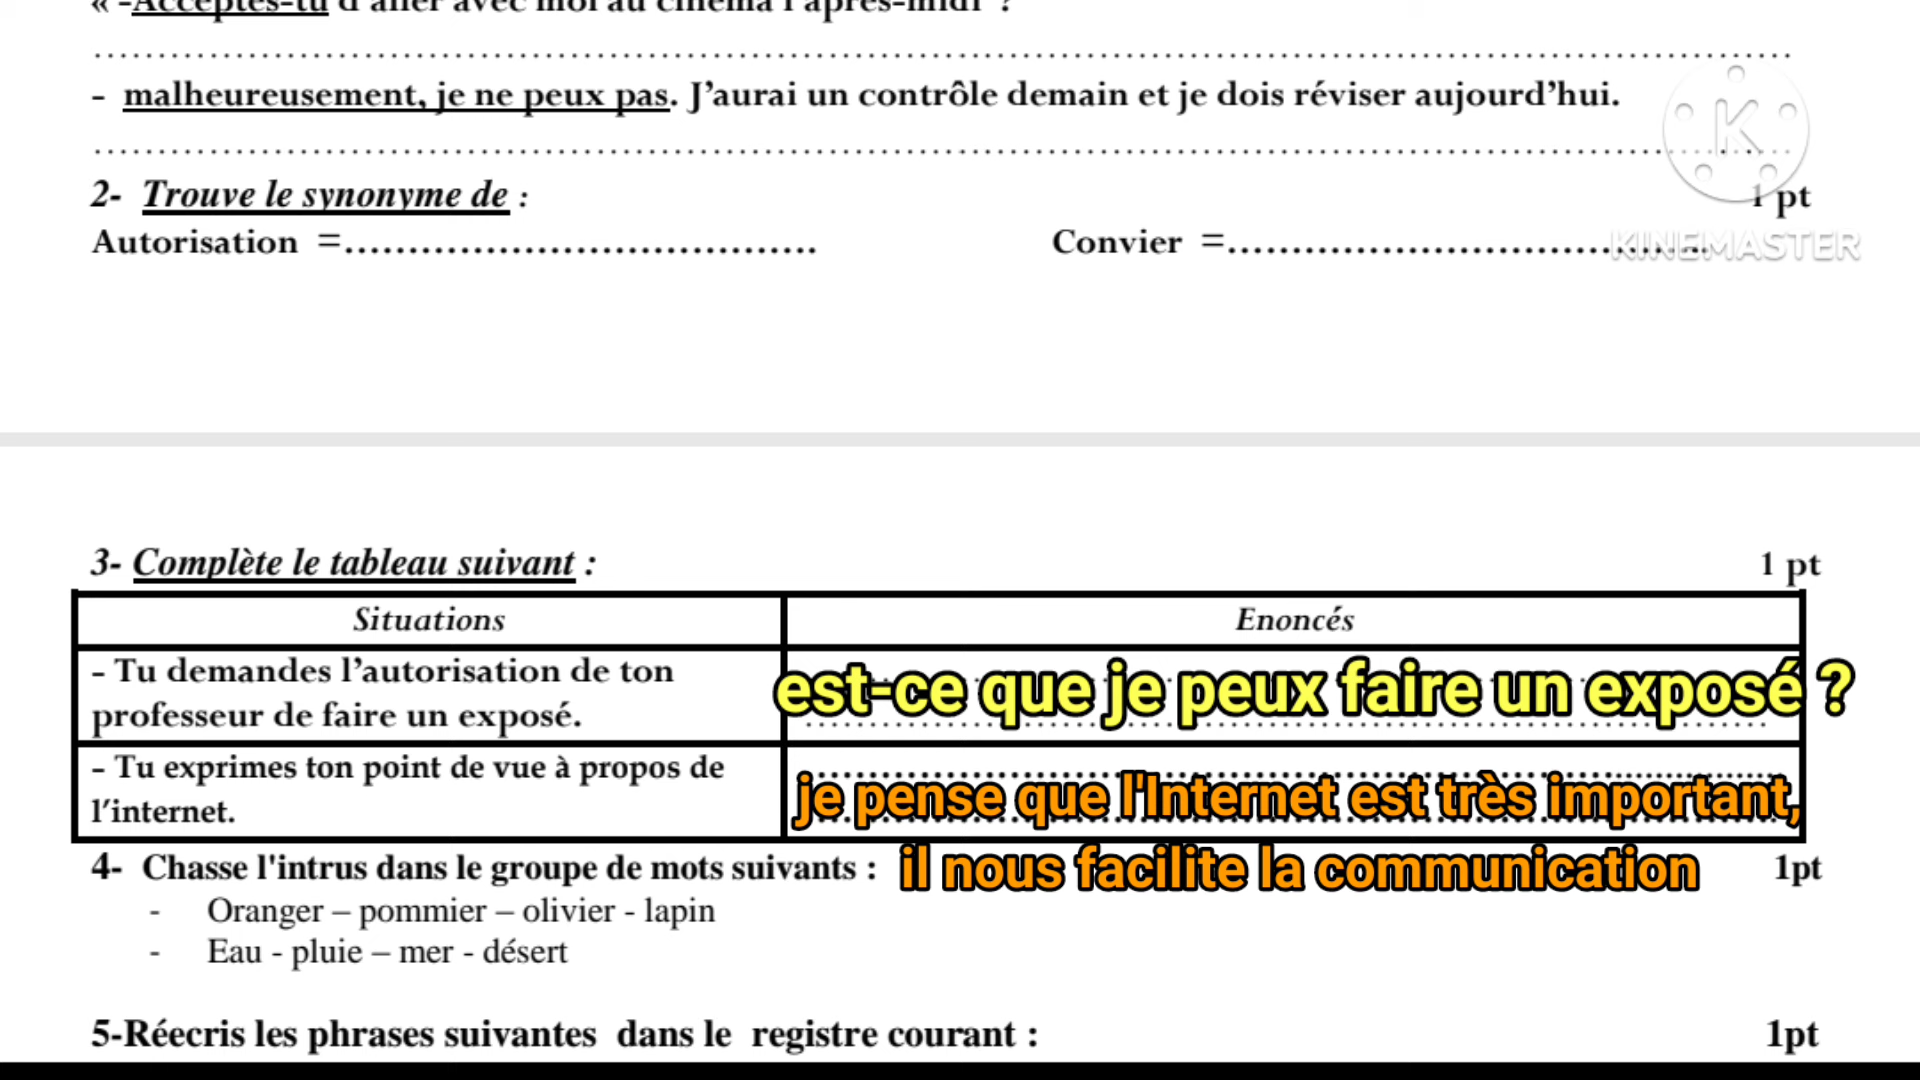 « -Acceptes-tu d'aller avec moi au cinéma l'après-midi ?
- malheureusement, je ne peux pas. J'aurai un contrôle demain et je dois réviser aujourd'hui.
2- Trouve le synonyme de : 1 pt
Autorisation =..................................... Convier =.....................................
KINEMASTER
3- Complète le tableau suivant : 1 pt
Situations Enoncés
- Tu demandes l'autorisation de ton
professeur de faire un exposé.
est-ce que je peux faire un exposé ?
- Tu exprimes ton point de vue à propos de
l'internet.
je pense que l'Internet est très important,
il nous facilite la communication
4- Chasse l'intrus dans le groupe de mots suivants : 1pt
- Oranger – pommier – olivier - lapin
- Eau - pluie – mer - désert
5-Réecris les phrases suivantes dans le registre courant : 1pt